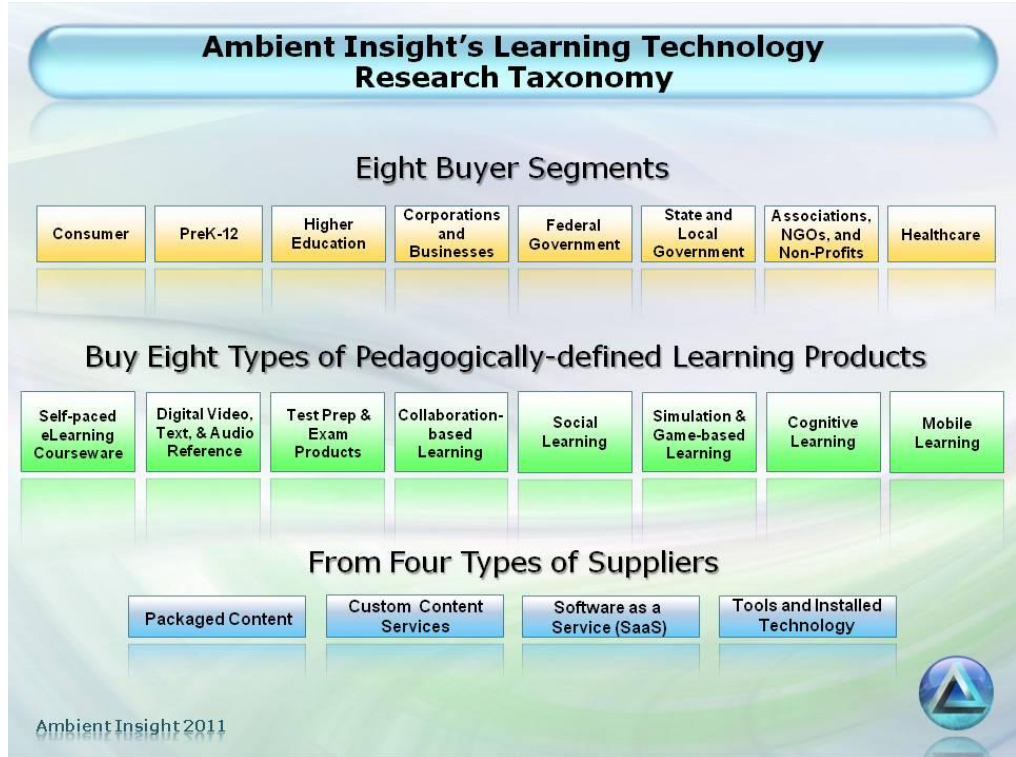 Ambient Insight's Learning Technology
Research Taxonomy
Eight Buyer Segments
Consumer
PreK-12
Higher
Education
Corporations
and
Businesses
Federal
Government
State and
Local
Government
Associations,
NGOs, and
Non-Profits
Healthcare
Buy Eight Types of Pedagogically-defined Learning Products
Self-paced
eLearning
Courseware
Digital Video,
Text, & Audio
Reference
Test Prep &
Exam
Products
Collaboration-
based
Learning
Social
Learning
Simulation &
Game-based
Learning
Cognitive
Learning
Mobile
Learning
From Four Types of Suppliers
Packaged Content
Custom Content
Services
Software as a
Service (SaaS)
Tools and Installed
Technology
Ambient Insight 2011